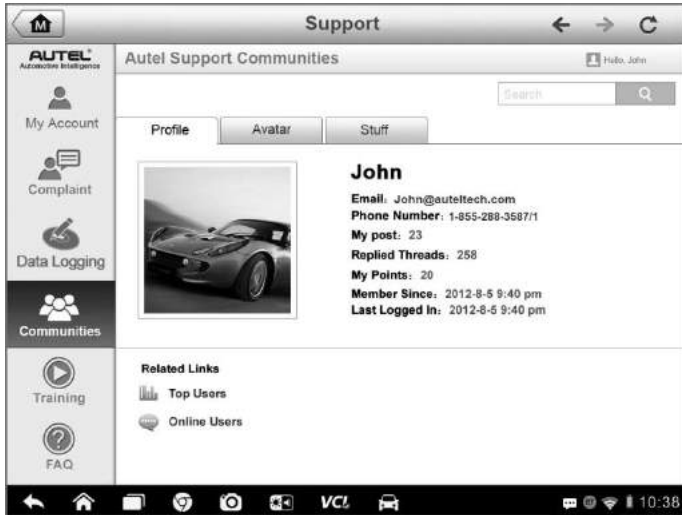 M
Support
AUTEL
Automotive Intelligence
Autel Support Communities
Hello, John
Search
My Account
Profile
Avatar
Stuff
Complaint
Data Logging
Communities
Training
FAQ
John
Email: John@auteltech.com
Phone Number: 1-855-288-3587/1
My post: 23
Replied Threads: 258
My Points: 20
Member Since: 2012-8-5 9:40 pm
Last Logged In: 2012-8-5 9:40 pm
Related Links
Top Users
Online Users
VCI
10:38